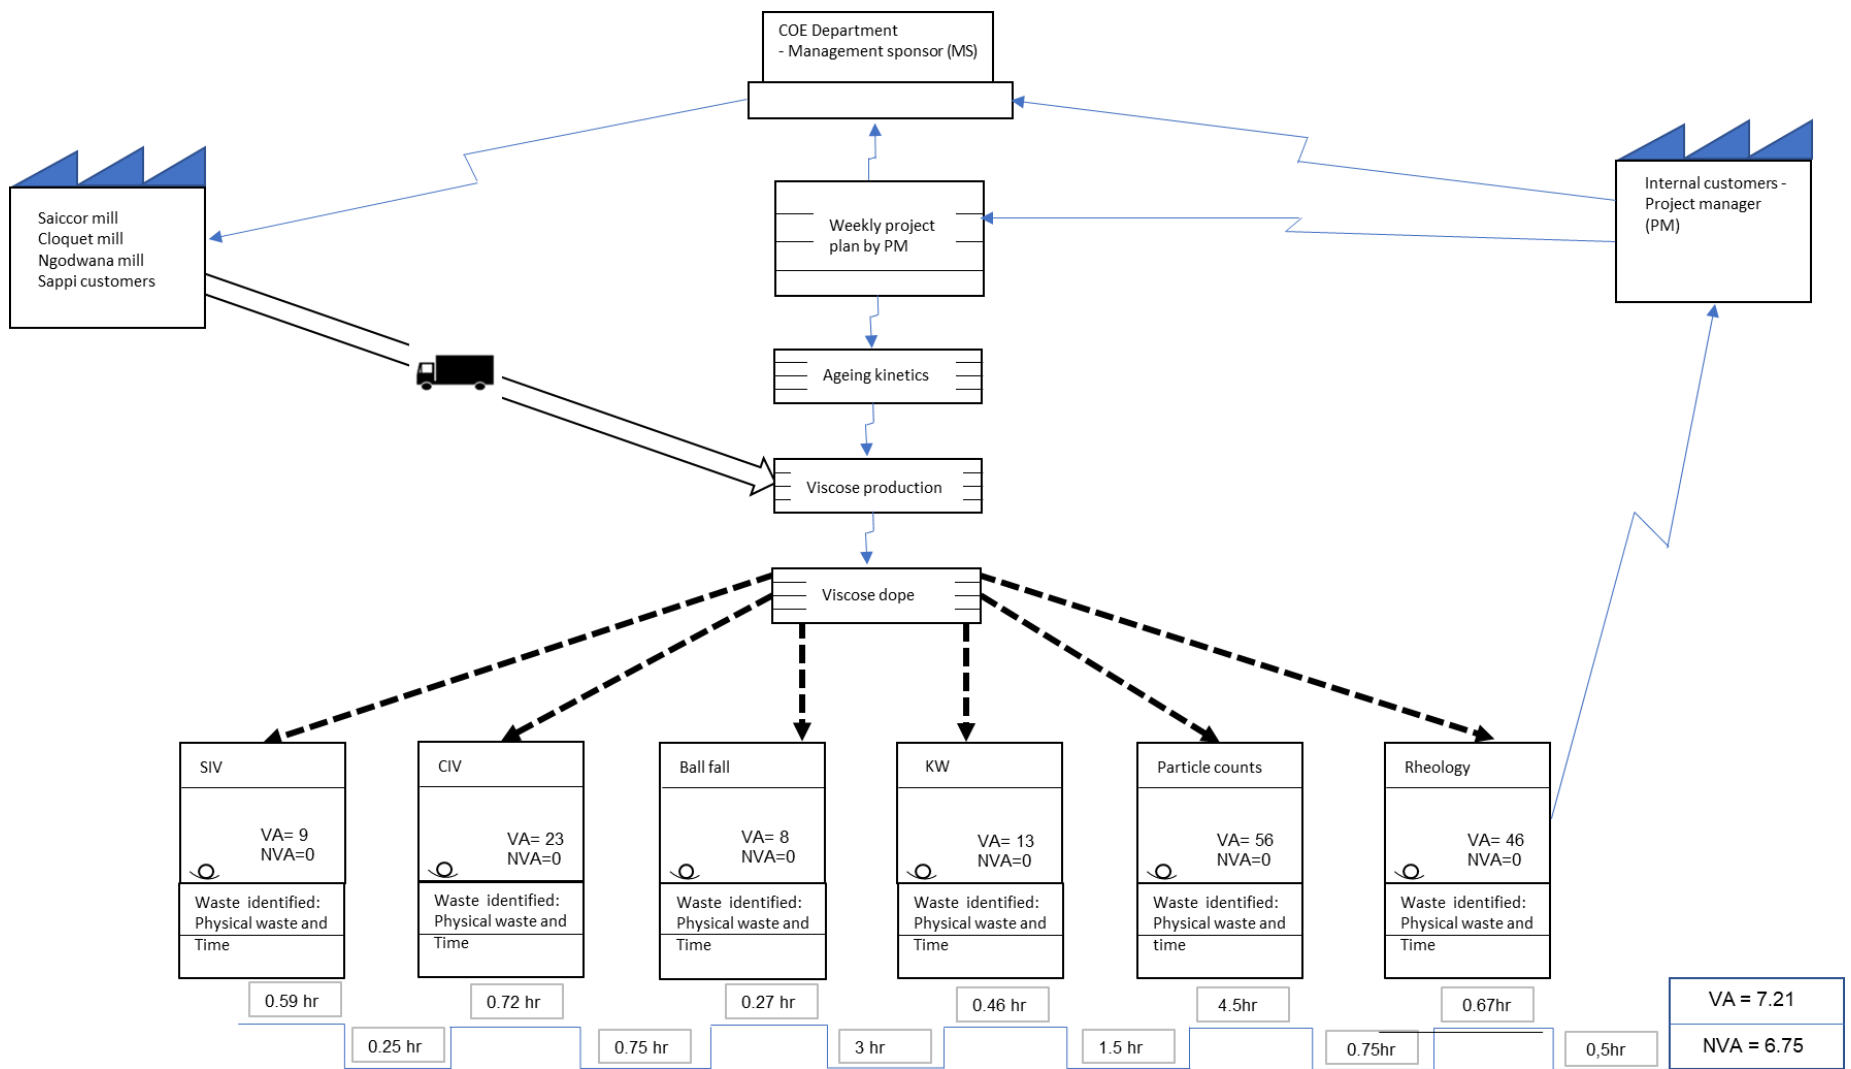 COE Department
- Management sponsor (MS)
Saiccor mill
Cloquet mill
Ngodwana mill
Sappi customers
Weekly project
plan by PM
Internal customers -
Project manager
(PM)
Ageing kinetics
Viscose production
Viscose dope
SIV
VA= 9
NVA=0
Waste identified:
Physical waste and
Time
CIV
VA= 23
NVA=0
Waste identified:
Physical waste and
Time
Ball fall
VA= 8
NVA=0
Waste identified:
Physical waste and
Time
KW
VA= 13
NVA=0
Waste identified:
Physical waste and
Time
Particle counts
VA= 56
NVA=0
Waste identified:
Physical waste and
time
Rheology
VA= 46
NVA=0
Waste identified:
Physical waste and
Time
0.59 hr
0.25 hr
0.72 hr
0.75 hr
0.27 hr
3 hr
0.46 hr
1.5 hr
4.5hr
0.75hr
0.67hr
0,5hr
VA = 7.21
NVA = 6.75